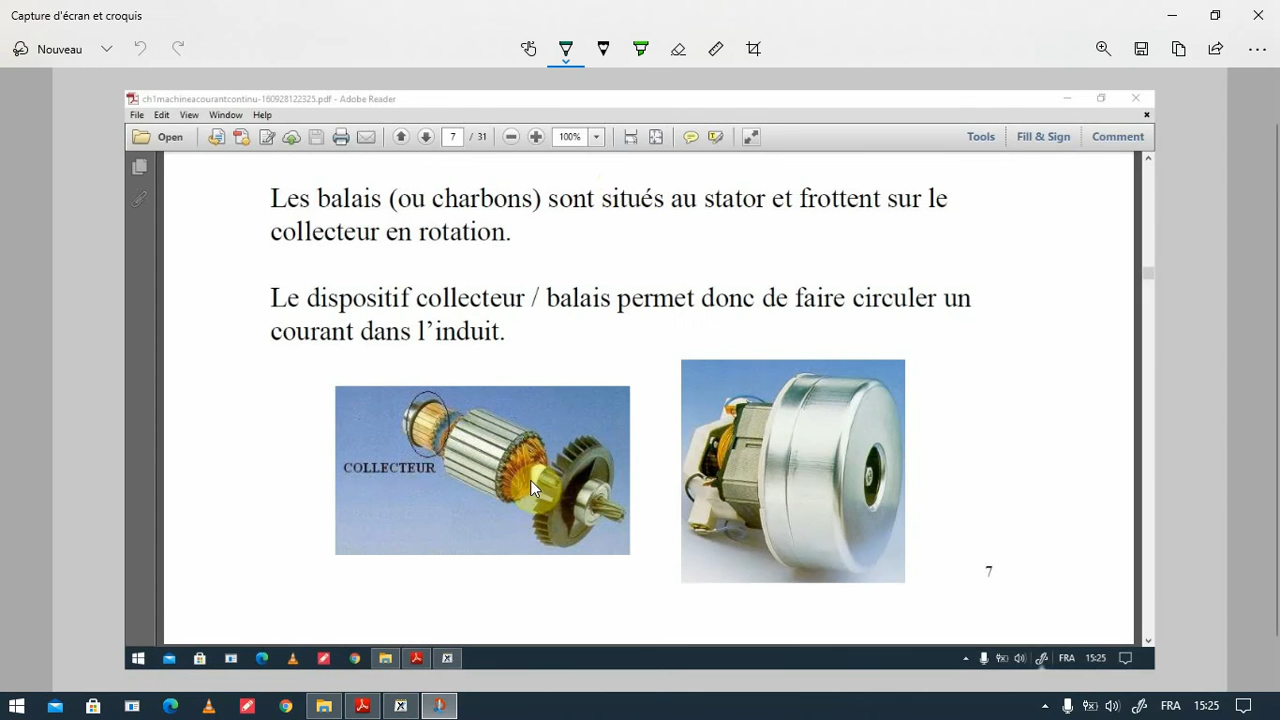 Capture d'écran et croquis
Nouveau
ch1machineacourantcontinu-160928122325.pdf - Adobe Reader
File Edit View Window Help
Open 7 / 31 100% Tools Fill & Sign Comment
Les balais (ou charbons) sont situés au stator et frottent sur le
collecteur en rotation.
Le dispositif collecteur / balais permet donc de faire circuler un
courant dans l’induit.
COLLECTEUR
7
FRA 15:25
FRA 15:25